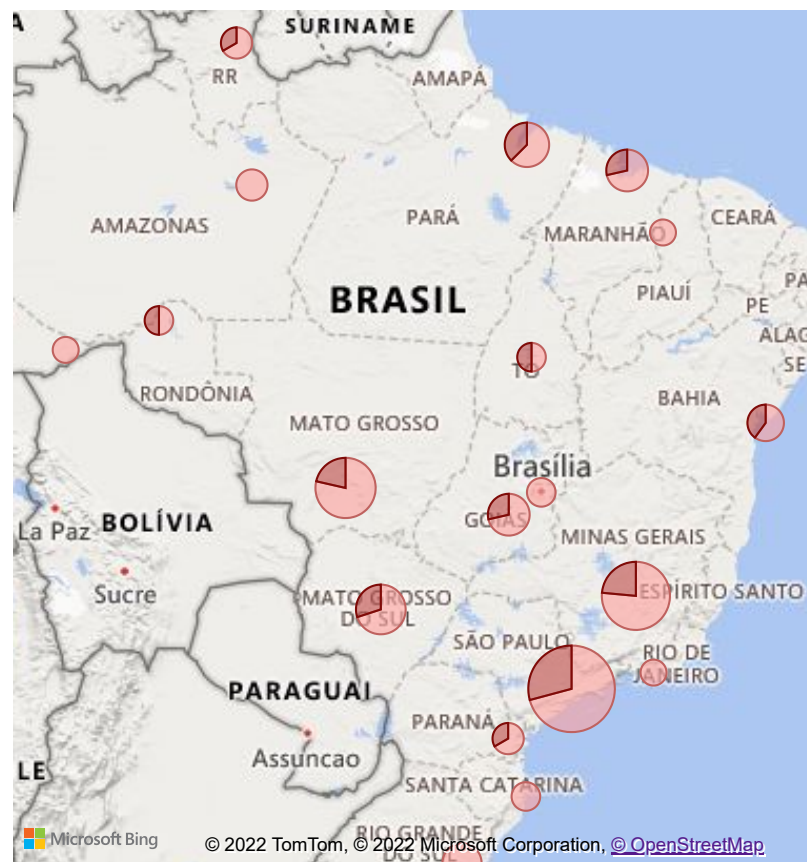 A
SURINAME
RR
AMAPÁ
AMAZONAS
PARÁ
MARANHÃO
CEARÁ
BRASIL
PIAUÍ
PA
PE
ALAG
SE
TO
RONDÔNIA
MATO GROSSO
BAHIA
Brasília
GOIÁS
La Paz
BOLÍVIA
MINAS GERAIS
Sucre
MATO GROSSO
DO SUL
ESPÍRITO SANTO
SÃO PAULO
RIO DE
JANEIRO
PARAGUAI
PARANÁ
Assuncao
LE
SANTA CATARINA
RIO GRANDE
DO SUL
Microsoft Bing
© 2022 TomTom, © 2022 Microsoft Corporation, © OpenStreetMap